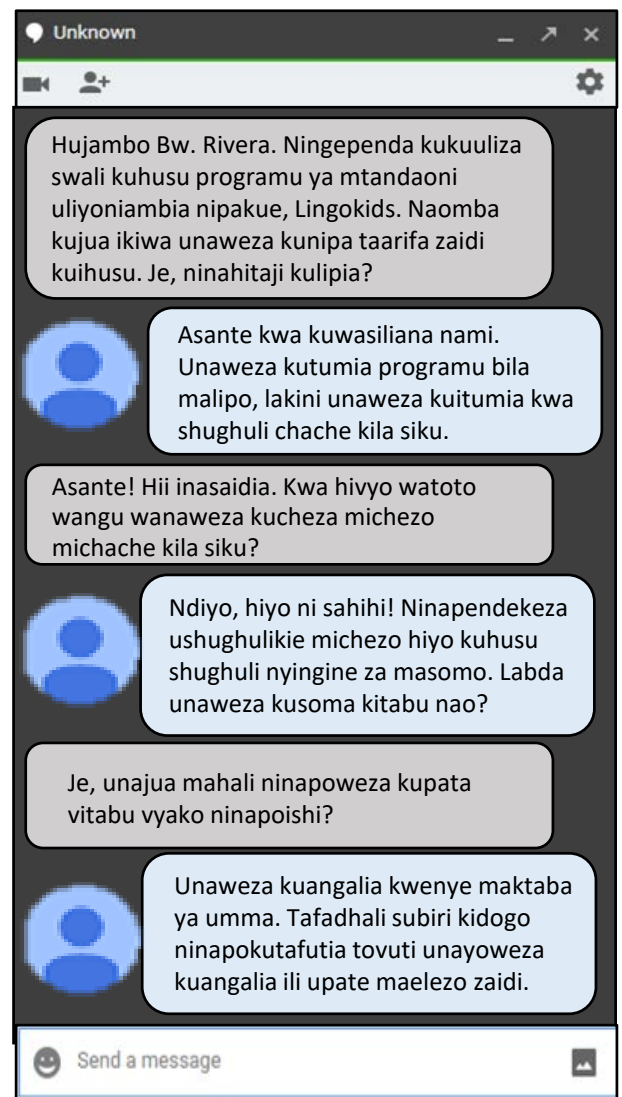 Unknown
Hujambo Bw. Rivera. Ningependa kukuuliza
swali kuhusu programu ya mtandaoni
uliyoniambia nipakue, Lingokids. Naomba
kujua ikiwa unaweza kunipa taarifa zaidi
kuihusu. Je, ninahitaji kulipia?
Asante kwa kuwasiliana nami.
Unaweza kutumia programu bila
malipo, lakini unaweza kuitumia kwa
shughuli chache kila siku.
Asante! Hii inasaidia. Kwa hivyo watoto
wangu wanaweza kucheza michezo
michache kila siku?
Ndiyo, hiyo ni sahihi! Ninapendekeza
ushughulikie michezo hiyo kuhusu
shughuli nyingine za masomo. Labda
unaweza kusoma kitabu nao?
Je, unajua mahali ninapoweza kupata
vitabu vyako ninapoishi?
Unaweza kuangalia kwenye maktaba
ya umma. Tafadhali subiri kidogo
ninapokutafutia tovuti unayoweza
kuangalia ili upate maelezo zaidi.
Send a message